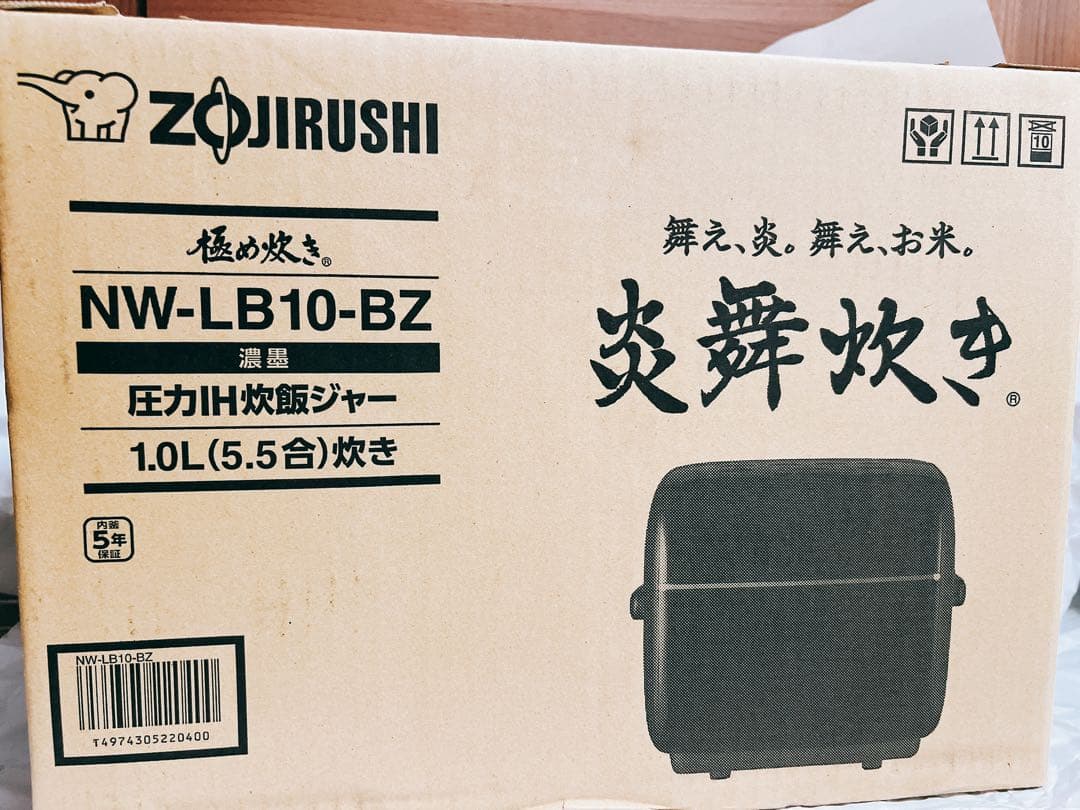 ZOJIRUSHI
極め炊き®
NW-LB10-BZ
濃墨
圧力IH炊飯ジャー
1.0L(5.5合)炊き
内釜
5年
保証
NW-LB10-BZ
T4974305220400
10
舞え、炎。舞え、お米。
炎舞炊き®